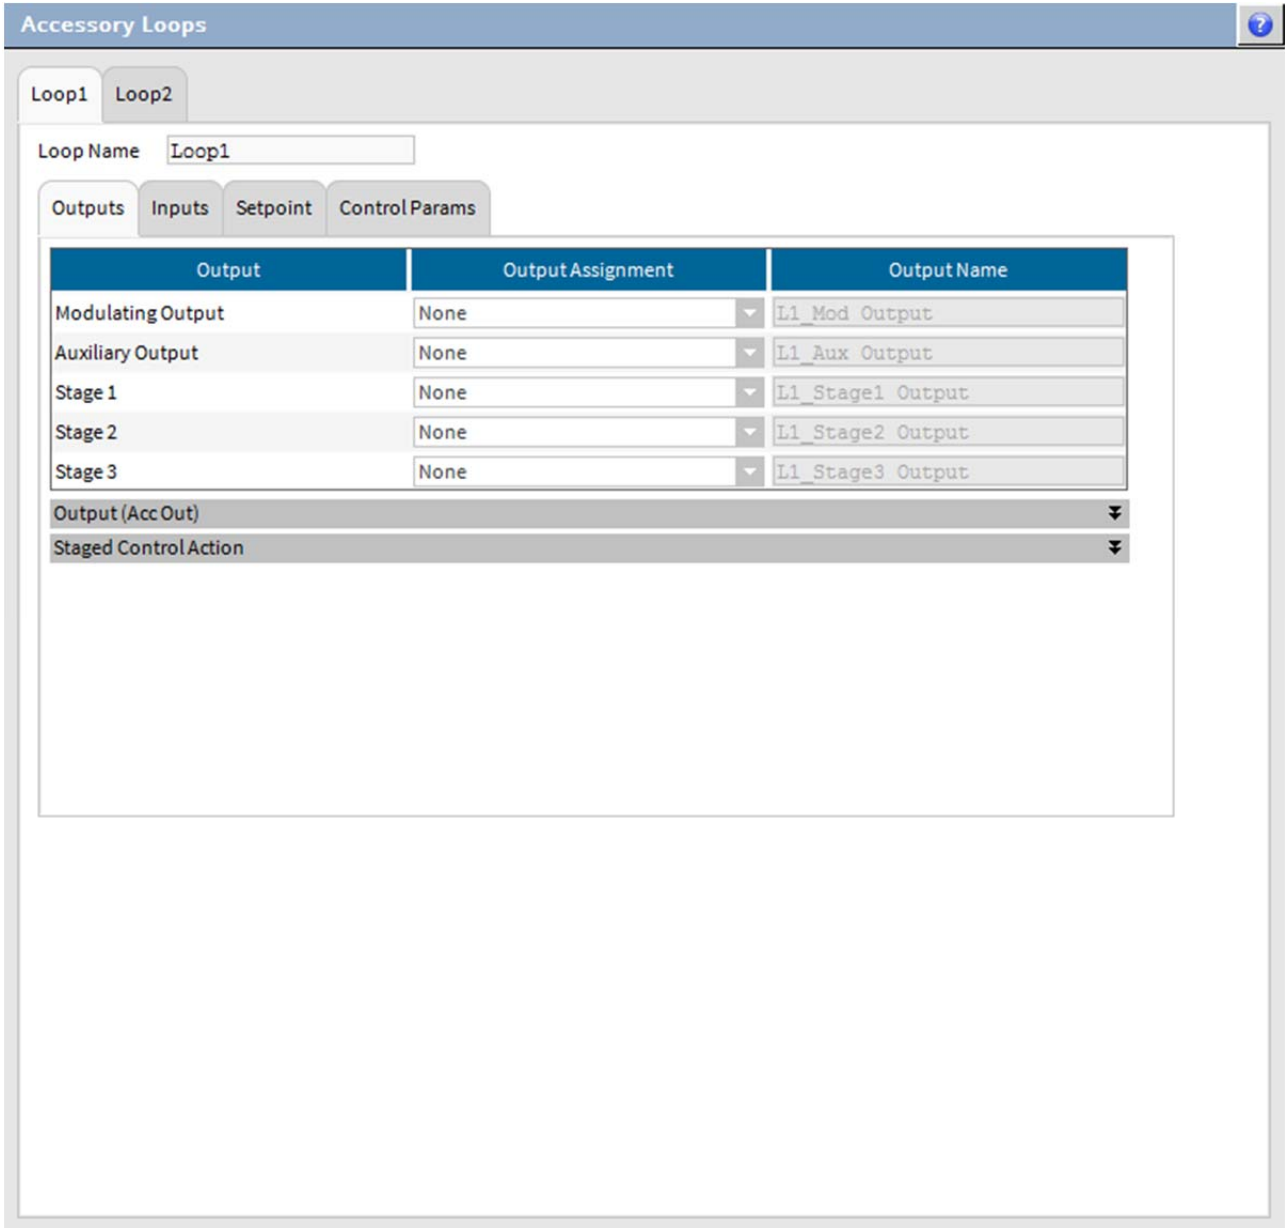 Accessory Loops
?
Loop1 Loop2
Loop Name Loop1
Outputs Inputs Setpoint Control Params
Output Output Assignment Output Name
Modulating Output None L1_Mod Output
Auxiliary Output None L1_Aux Output
Stage 1 None L1_Stage1 Output
Stage 2 None L1_Stage2 Output
Stage 3 None L1_Stage3 Output
Output (Acc Out)
Staged Control Action